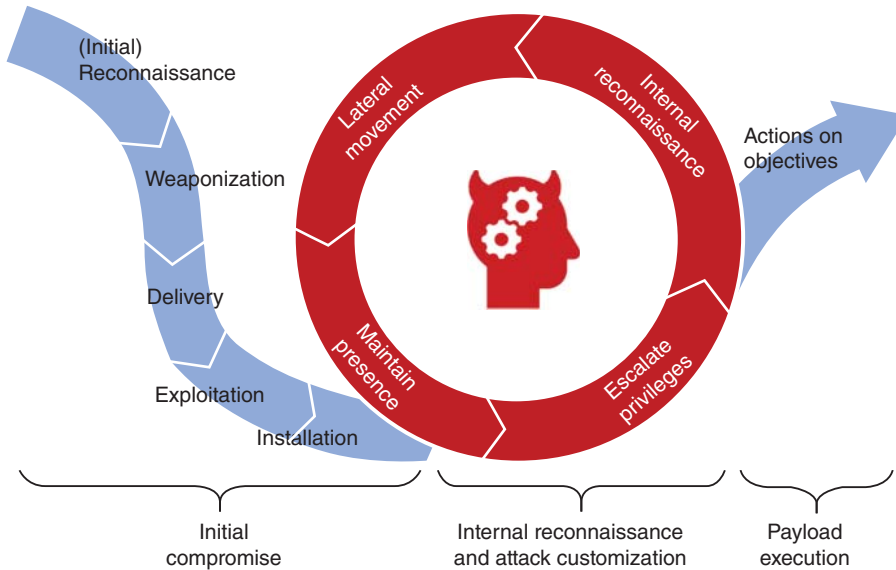 (Initial)
Reconnaissance
Weaponization
Delivery
Exploitation
Installation
Maintain
presence
Escalate
privileges
Internal
reconnaissance
Lateral
movement
Actions on
objectives
Initial
compromise
Internal reconnaissance
and attack customization
Payload
execution